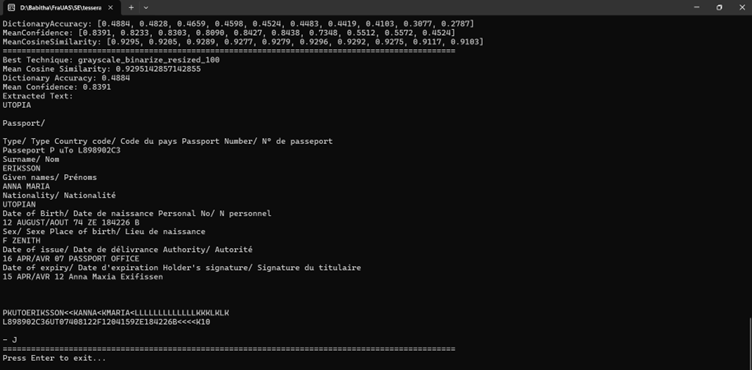 D:\Babitha\FraUAS\SE\tessera
DictionaryAccuracy: [0.4884, 0.4828, 0.4659, 0.4598, 0.4524, 0.4483, 0.4419, 0.4103, 0.3077, 0.2787]
MeanConfidence: [0.8391, 0.8233, 0.8303, 0.8090, 0.8427, 0.8438, 0.7348, 0.5512, 0.5572, 0.4524]
MeanCosineSimilarity: [0.9295, 0.9205, 0.9289, 0.9277, 0.9279, 0.9296, 0.9292, 0.9275, 0.9117, 0.9103]
==========================================================================================
Best Technique: grayscale_binarize_resized_100
Mean Cosine Similarity: 0.9295142857142855
Dictionary Accuracy: 0.4884
Mean Confidence: 0.8391
Extracted Text:
UTOPIA
Passport/
Type/ Type Country code/ Code du pays Passport Number/ N° de passeport
Passeport P uTo L898902C3
Surname/ Nom
ERIKSSON
Given names/ Prénoms
ANNA MARIA
Nationality/ Nationalité
UTOPIAN
Date of Birth/ Date de naissance Personal No/ N personnel
12 AUGUST/AOUT 74 ZE 184226 B
Sex/ Sexe Place of birth/ Lieu de naissance
F ZENITH
Date of issue/ Date de délivrance Authority/ Autorité
16 APR/AVR 07 PASSPORT OFFICE
Date of expiry/ Date d'expiration Holder's signature/ Signature du titulaire
15 APR/AVR 12 Anna Maxia Exifissen
PKUTOERIKSSON<<KANNA<KMARIA<LLLLLLLLLLLLLKKKLKLK
L898902C36UT07408122F1204159ZE184226B<<<<K10
- J
==========================================================================================
Press Enter to exit...